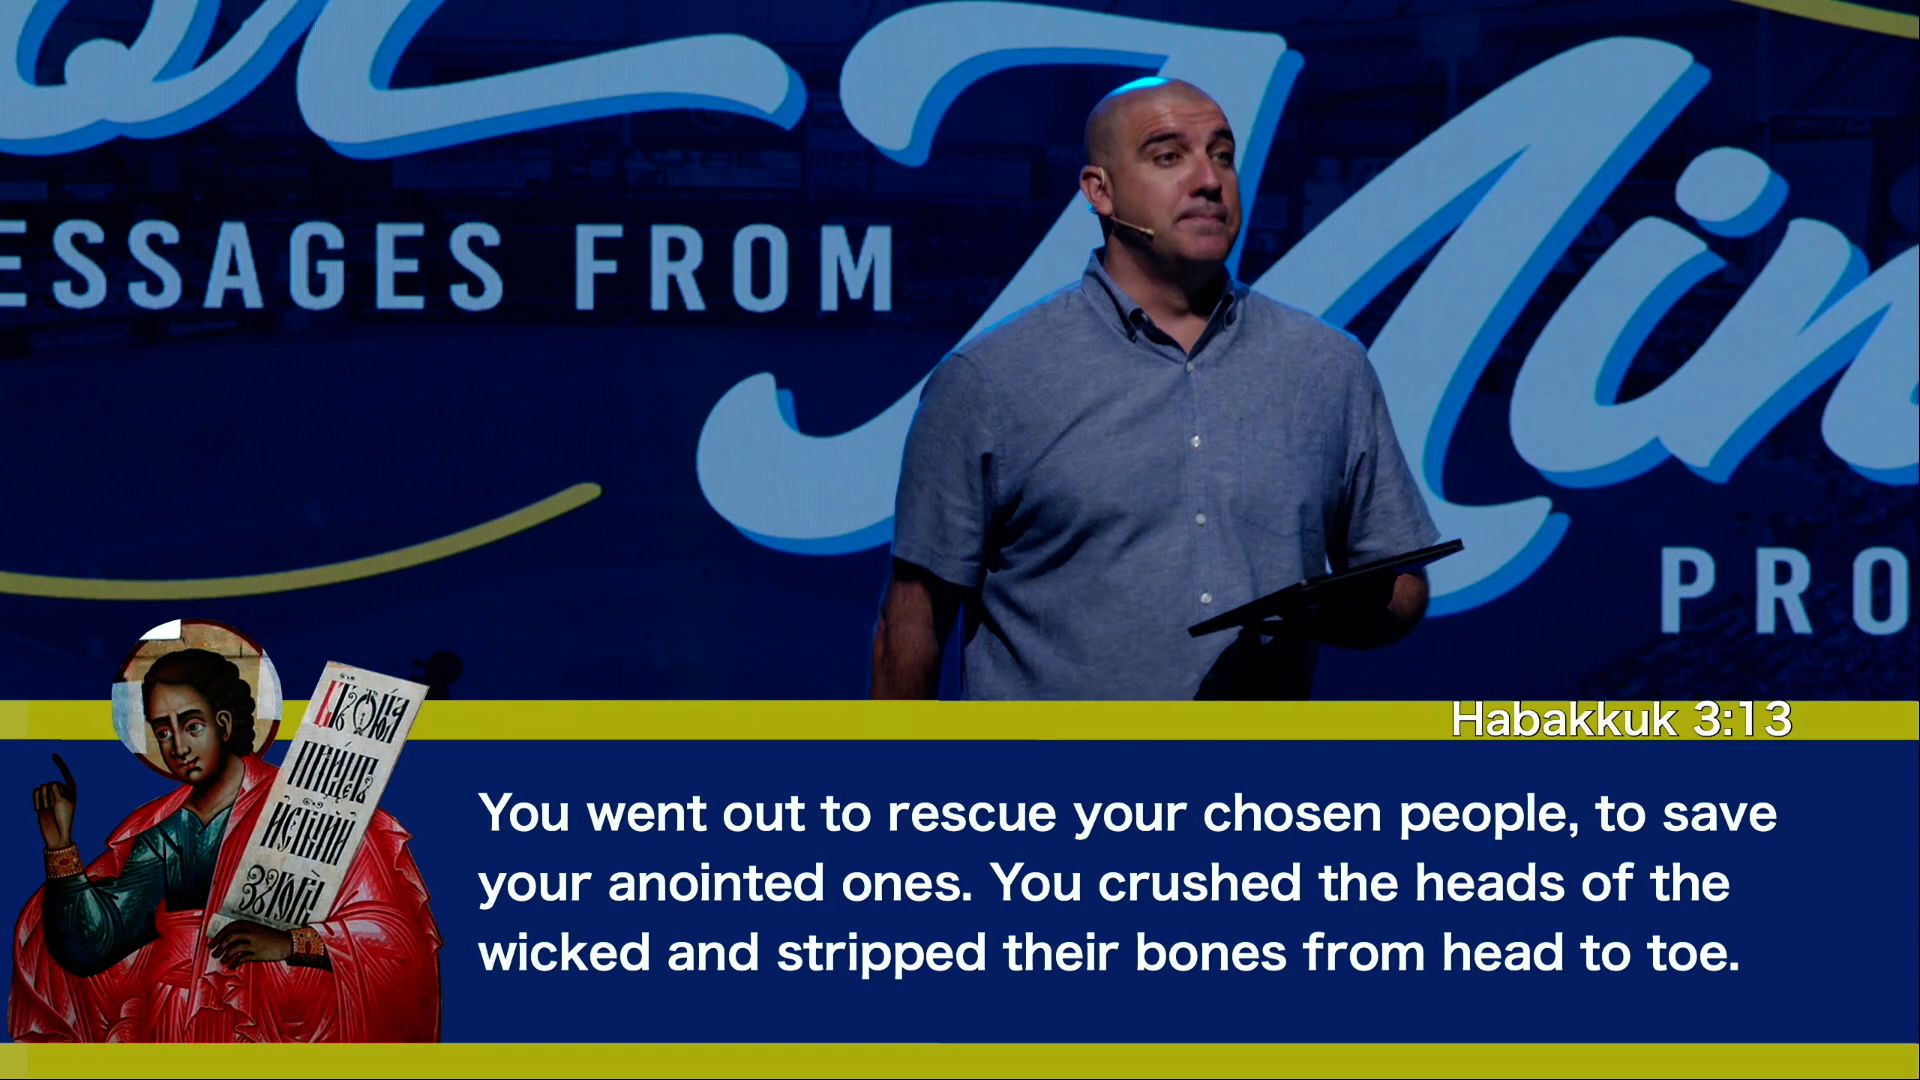 ESSAGES FROM
Min
PRO
Habakkuk 3:13
You went out to rescue your chosen people, to save
your anointed ones. You crushed the heads of the
wicked and stripped their bones from head to toe.